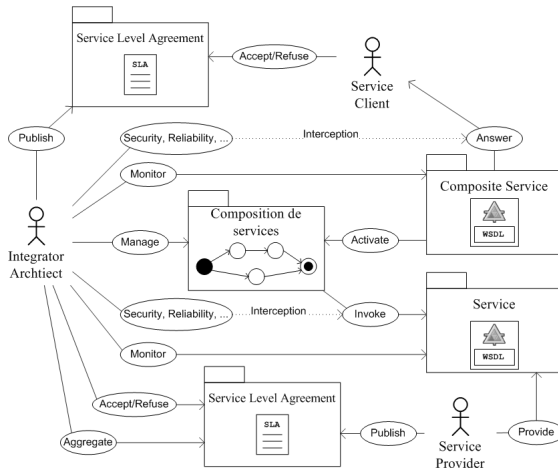 Service Level Agreement
SLA
Accept/Refuse
Service
Client
Publish
Security, Reliability, ...
Interception
Answer
Monitor
Composite Service
WSDL
Integrator
Archtiect
Manage
Composition de
services
Activate
Service
WSDL
Security, Reliability, ...
Interception
Invoke
Monitor
Accept/Refuse
Aggregate
Service Level Agreement
SLA
Publish
Service
Provider
Provide